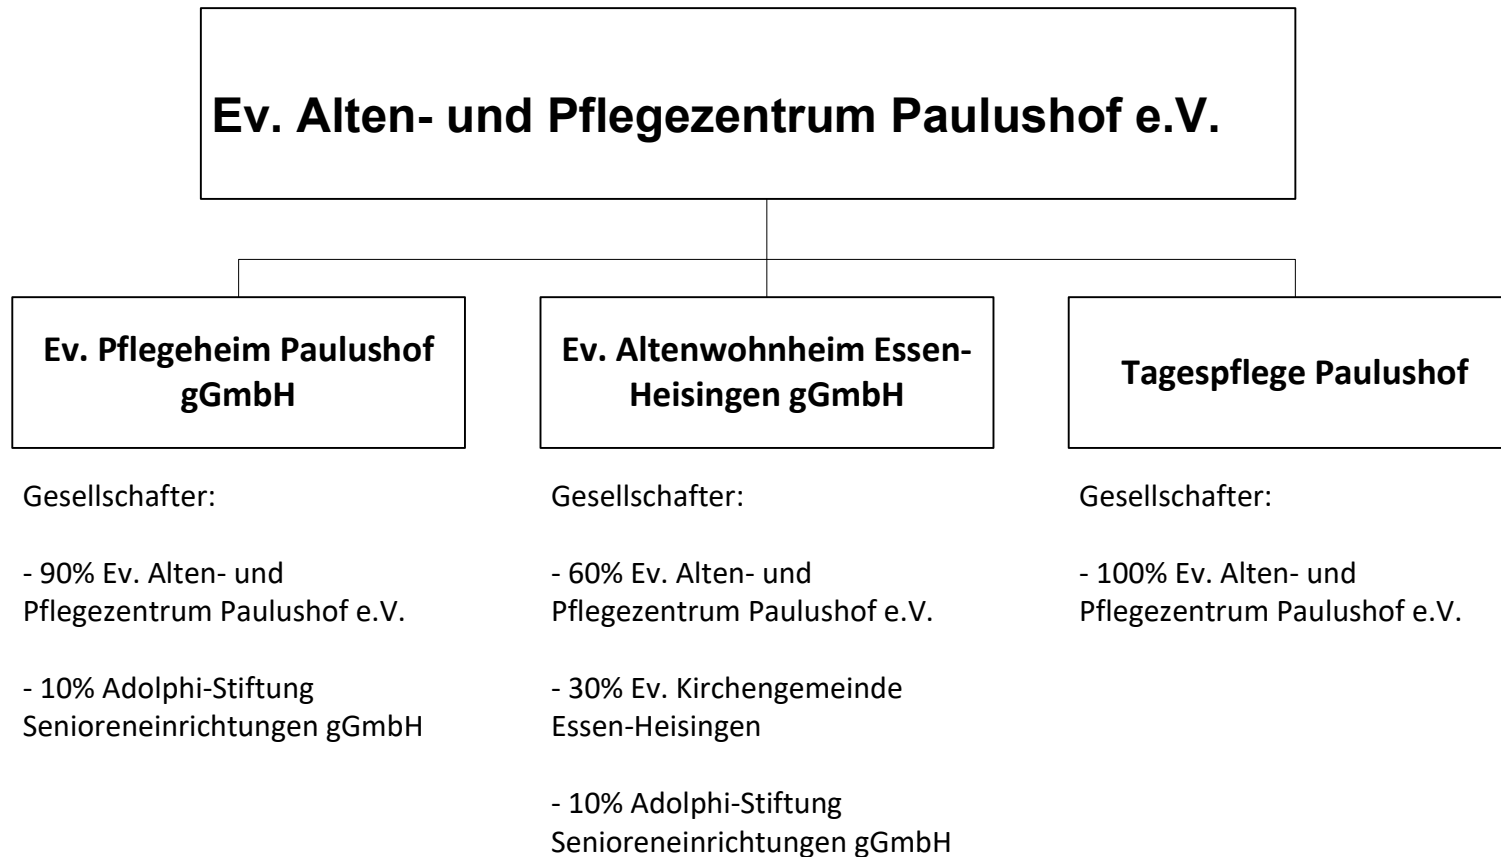 Ev. Alten- und Pflegezentrum Paulushof e.V.
Ev. Pflegeheim Paulushof
gGmbH
Gesellschafter:
- 90% Ev. Alten- und
Pflegezentrum Paulushof e.V.
- 10% Adolphi-Stiftung
Senioreneinrichtungen gGmbH
Ev. Altenwohnheim Essen-
Heisingen gGmbH
Gesellschafter:
- 60% Ev. Alten- und
Pflegezentrum Paulushof e.V.
- 30% Ev. Kirchengemeinde
Essen-Heisingen
- 10% Adolphi-Stiftung
Senioreneinrichtungen gGmbH
Tagespflege Paulushof
Gesellschafter:
- 100% Ev. Alten- und
Pflegezentrum Paulushof e.V.